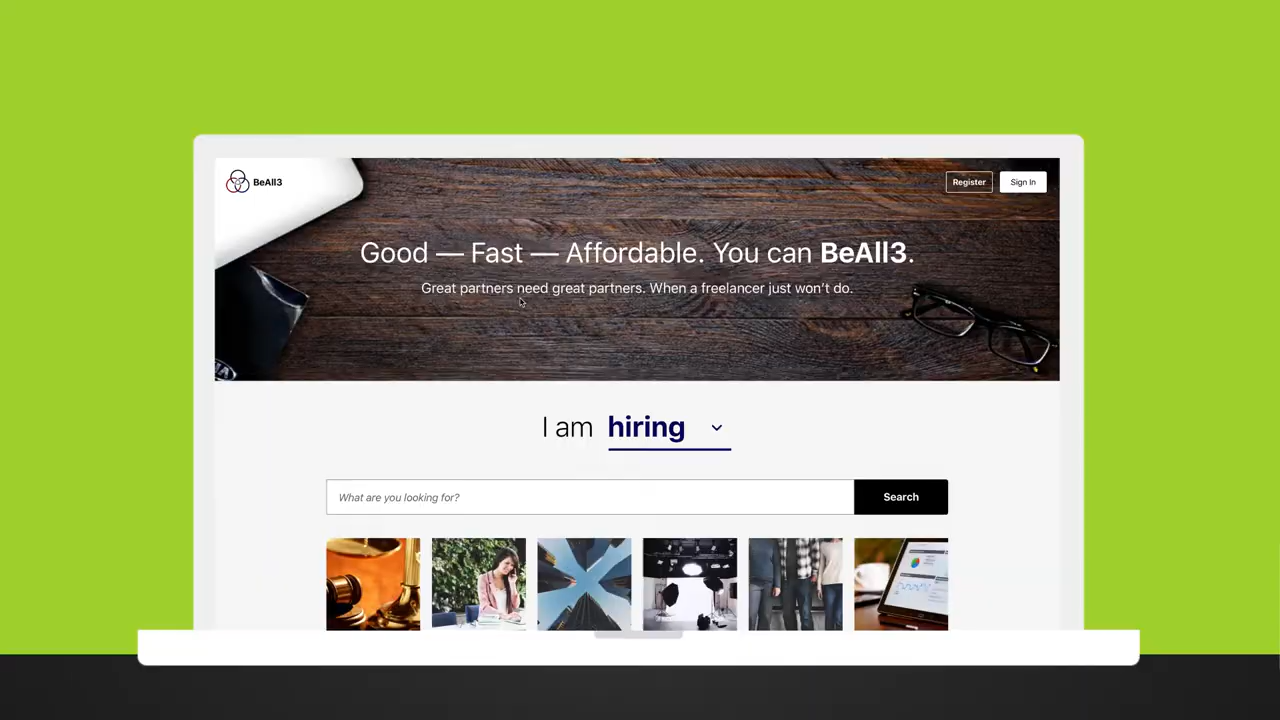 BeAll3
Register
Sign In
Good — Fast — Affordable. You can BeAll3.
Great partners need great partners. When a freelancer just won’t do.
I am hiring
What are you looking for?
Search